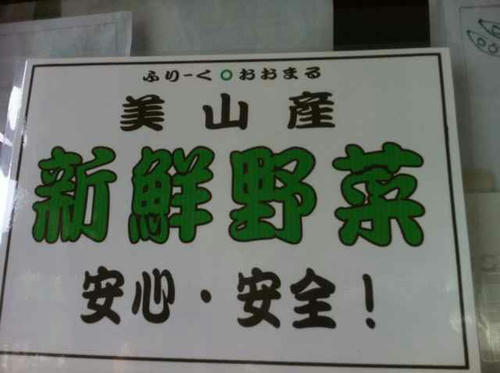 ふりーく○おおまる
美山産
新鮮野菜
安心・安全！